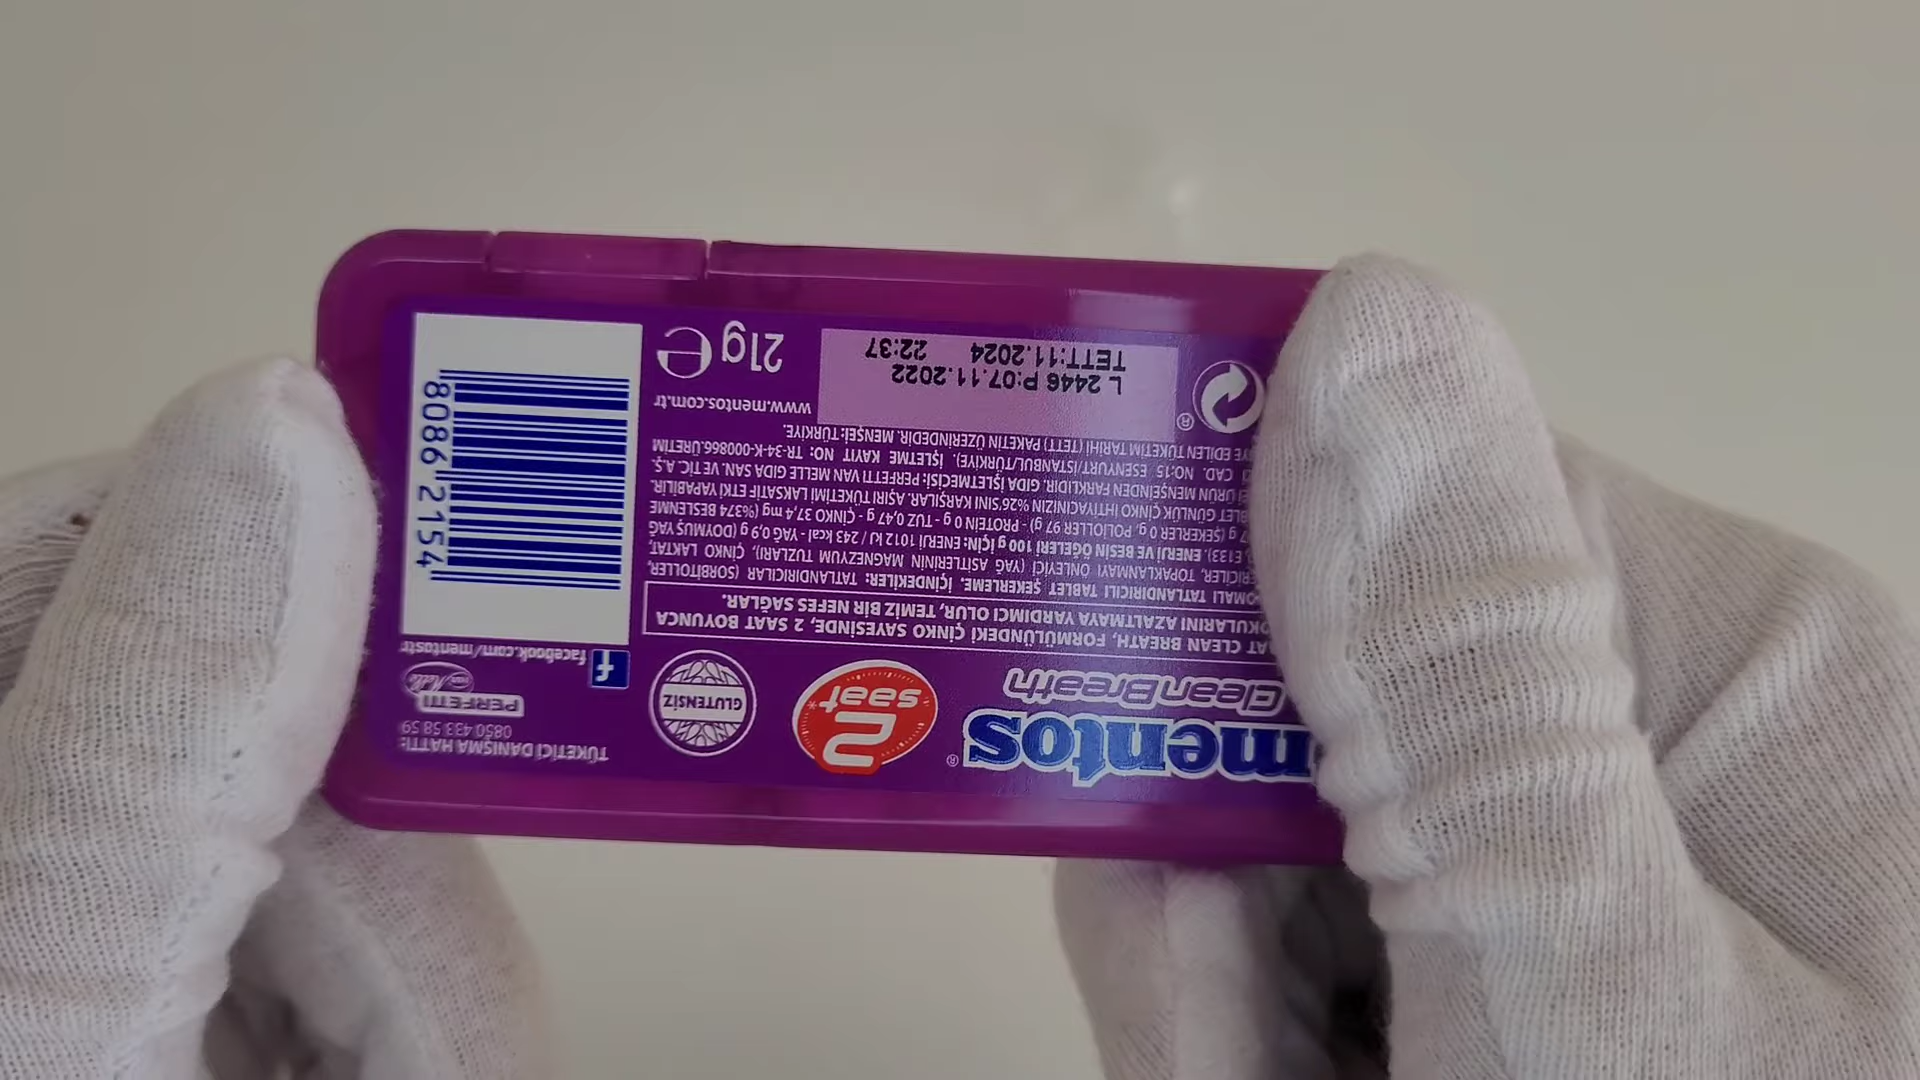 mentos®
CleanBreath
2
saat*
GLUTENSİZ
TÜKETİCİ DANIŞMA HATTI:
0850 433 58 59
PERFETTI
van Melle
facebook.com/mentostr
AT CLEAN BREATH, FORMÜLÜNDEKİ ÇİNKO SAYESİNDE, 2 SAAT BOYUNCA
OKULARINI AZALTMAYA YARDIMCI OLUR, TEMİZ BİR NEFES SAĞLAR.
OMALI TATLANDIRICILI TABLET ŞEKERLEME. İÇİNDEKİLER: TATLANDIRICILAR (SORBİTOLLER,
ERİCİLER, TOPAKLANMAYI ÖNLEYİCİ (YAĞ ASİTLERİNİN MAGNEZYUM TUZLARI), ÇİNKO LAKTAT,
E133). ENERJİ VE BESİN ÖĞELERİ 100 g İÇİN: ENERJİ 1012 kJ / 243 kcal - YAĞ 0,9 g (DOYMUŞ YAĞ
7 g (ŞEKERLER 0 g, POLİOLLER 97 g) - PROTEİN 0 g - TUZ 0,47 g - ÇİNKO 37,4 mg (%374 BESLENME
BLET GÜNLÜK ÇİNKO İHTİYACINIZIN %26'SINI KARŞILAR. AŞIRI TÜKETİMİ LAKSATİF ETKİ YAPABİLİR.
ÜRÜN MENŞEİNDEN FARKLIDIR. GIDA İŞLETMECİSİ: PERFETTI VAN MELLE GIDA SAN. VE TİC. A.Ş.
CAD. NO:15 ESENYURT/İSTANBUL/TÜRKİYE). İŞLETME KAYIT NO: TR-34-K-000866.ÜRETİM
YE EDİLEN TÜKETİM TARİHİ (TETT) PAKETİN ÜZERİNDEDİR. MENŞEİ: TÜRKİYE.
®
L 2446 P:07.11.2022
TETT:11.2024 22:37
www.mentos.com.tr
21g e
8086 2154